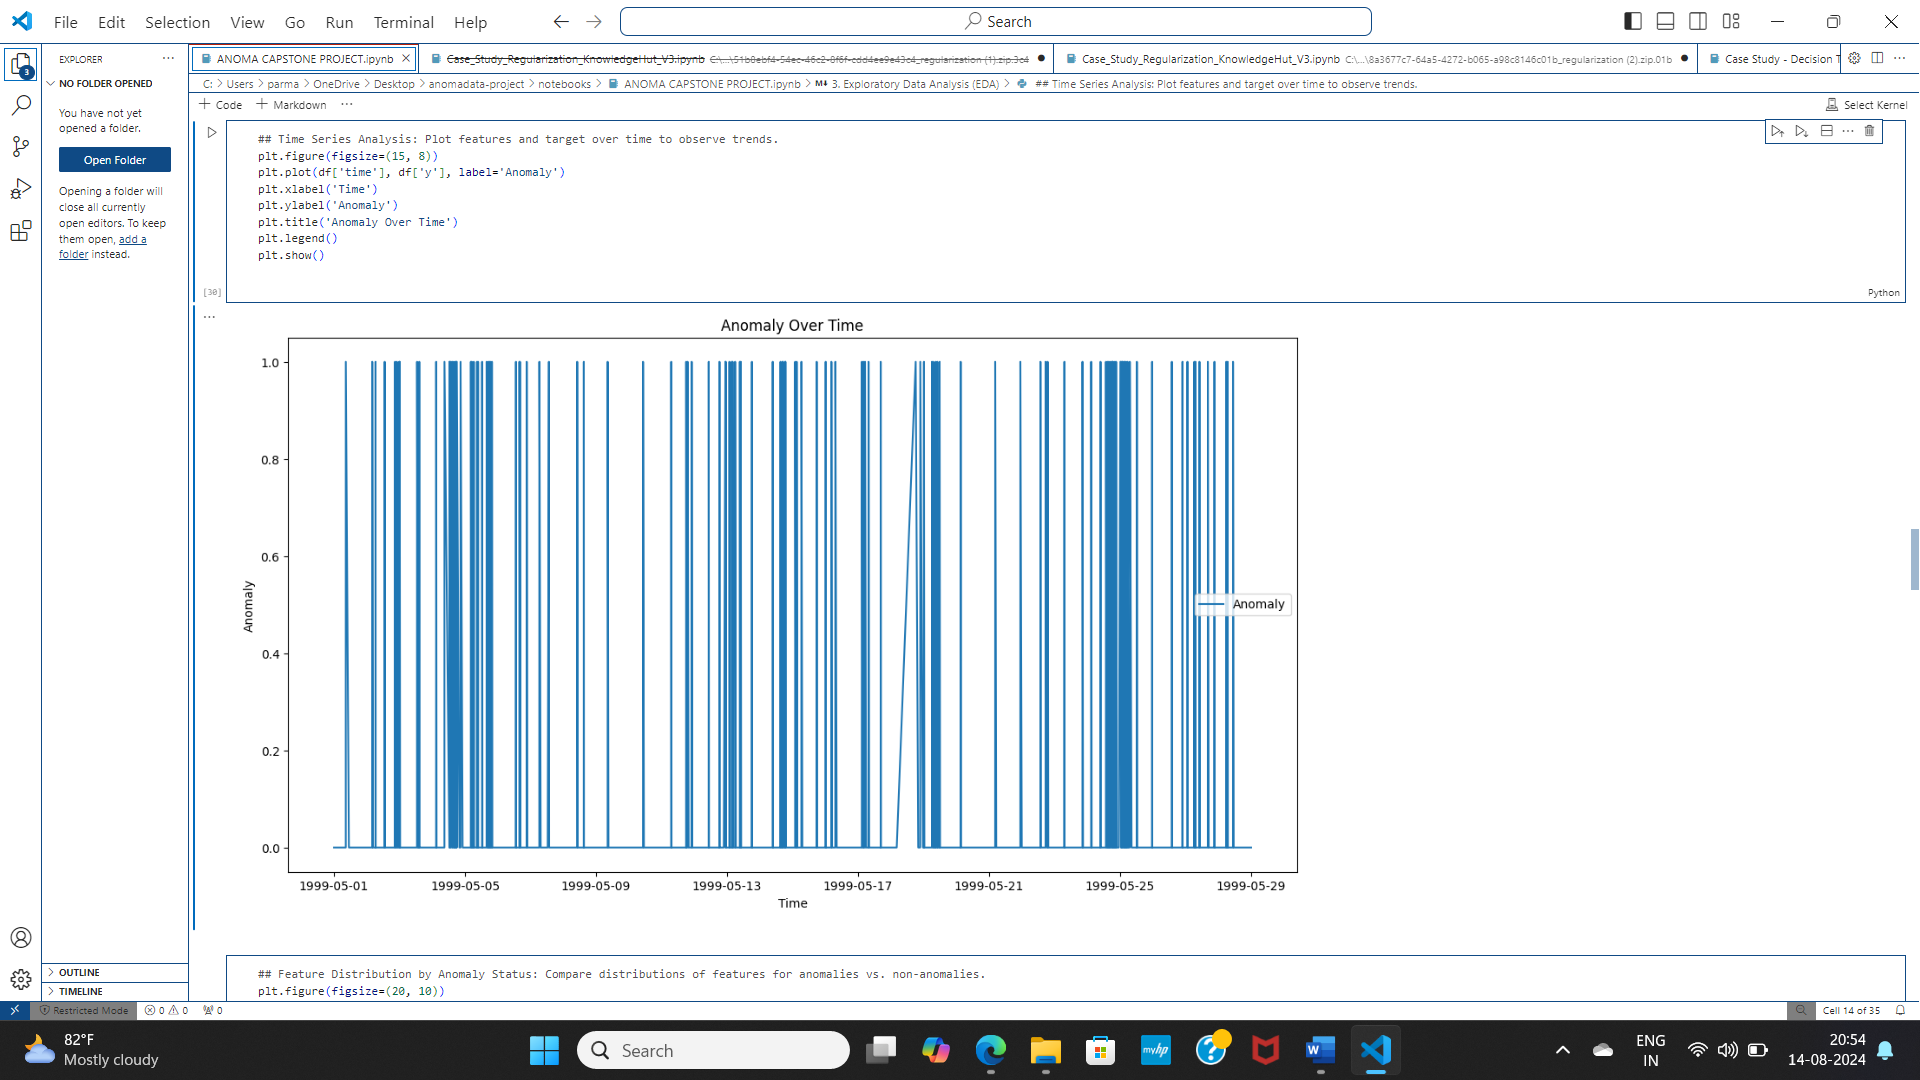 File Edit Selection View Go Run Terminal Help
Search
EXPLORER
NO FOLDER OPENED
You have not yet
opened a folder.
Open Folder
Opening a folder will
close all currently
open editors. To keep
them open, add a
folder instead.
OUTLINE
TIMELINE
3
ANOMA CAPSTONE PROJECT.ipynb
Case_Study_Regularization_KnowledgeHut_V3.ipynb
Case_Study_Regularization_KnowledgeHut_V3.ipynb C:\...\8a3677c7-64a5-4272-b065-a98c8146c01b_regularization (2).zip.01b
Case Study - Decision T
C: > Users > parma > OneDrive > Desktop > anomadata-project > notebooks > ANOMA CAPSTONE PROJECT.ipynb > M↓ 3. Exploratory Data Analysis (EDA) > ## Time Series Analysis: Plot features and target over time to observe trends.
+ Code + Markdown ...
Select Kernel
## Time Series Analysis: Plot features and target over time to observe trends.
plt.figure(figsize=(15, 8))
plt.plot(df['time'], df['y'], label='Anomaly')
plt.xlabel('Time')
plt.ylabel('Anomaly')
plt.title('Anomaly Over Time')
plt.legend()
plt.show()
[30]
Python
Anomaly Over Time
1.0
0.8
0.6
0.4
0.2
0.0
Anomaly
Anomaly
1999-05-01 1999-05-05 1999-05-09 1999-05-13 1999-05-17 1999-05-21 1999-05-25 1999-05-29
Time
## Feature Distribution by Anomaly Status: Compare distributions of features for anomalies vs. non-anomalies.
plt.figure(figsize=(20, 10))
Restricted Mode 0 0 0
Cell 14 of 35
82°F
Mostly cloudy
Search
myhp
W
ENG
IN
20:54
14-08-2024